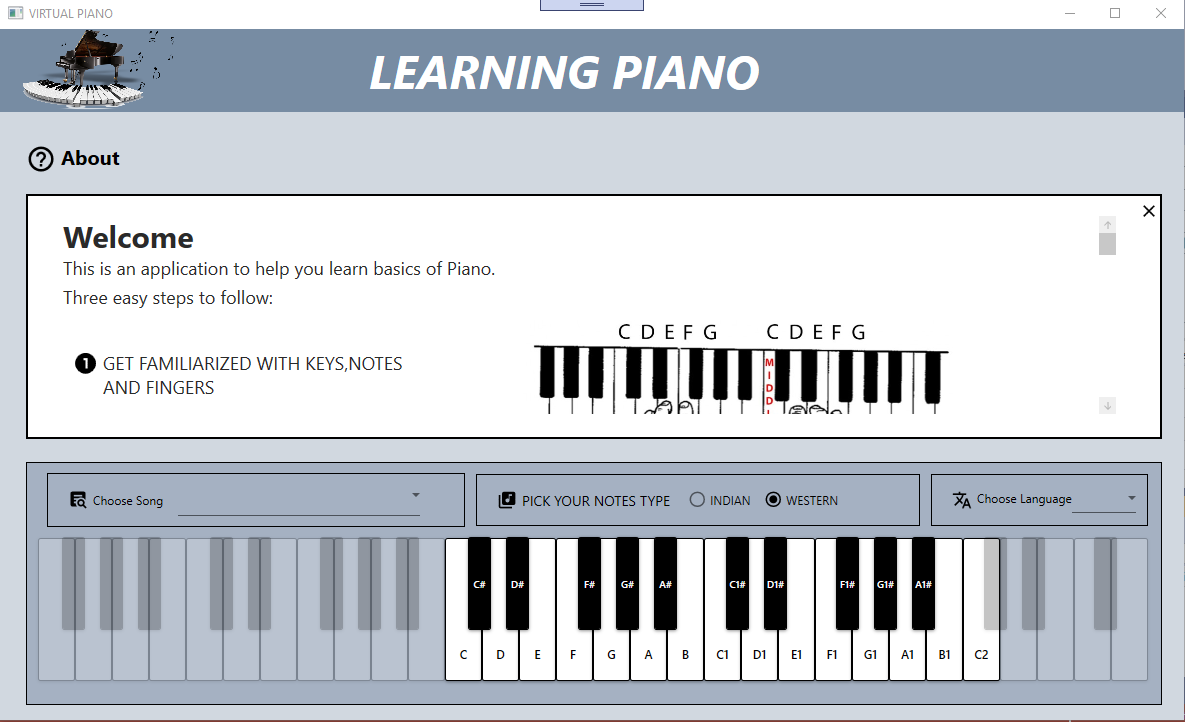 VIRTUAL PIANO
LEARNING PIANO
About
Welcome
This is an application to help you learn basics of Piano.
Three easy steps to follow:
C D E F G C D E F G
1 GET FAMILIARIZED WITH KEYS,NOTES
AND FINGERS
M
I
D
D
Choose Song
PICK YOUR NOTES TYPE INDIAN WESTERN
Choose Language
C# D# F# G# A# C1# D1# F1# G1# A1#
C D E F G A B C1 D1 E1 F1 G1 A1 B1 C2